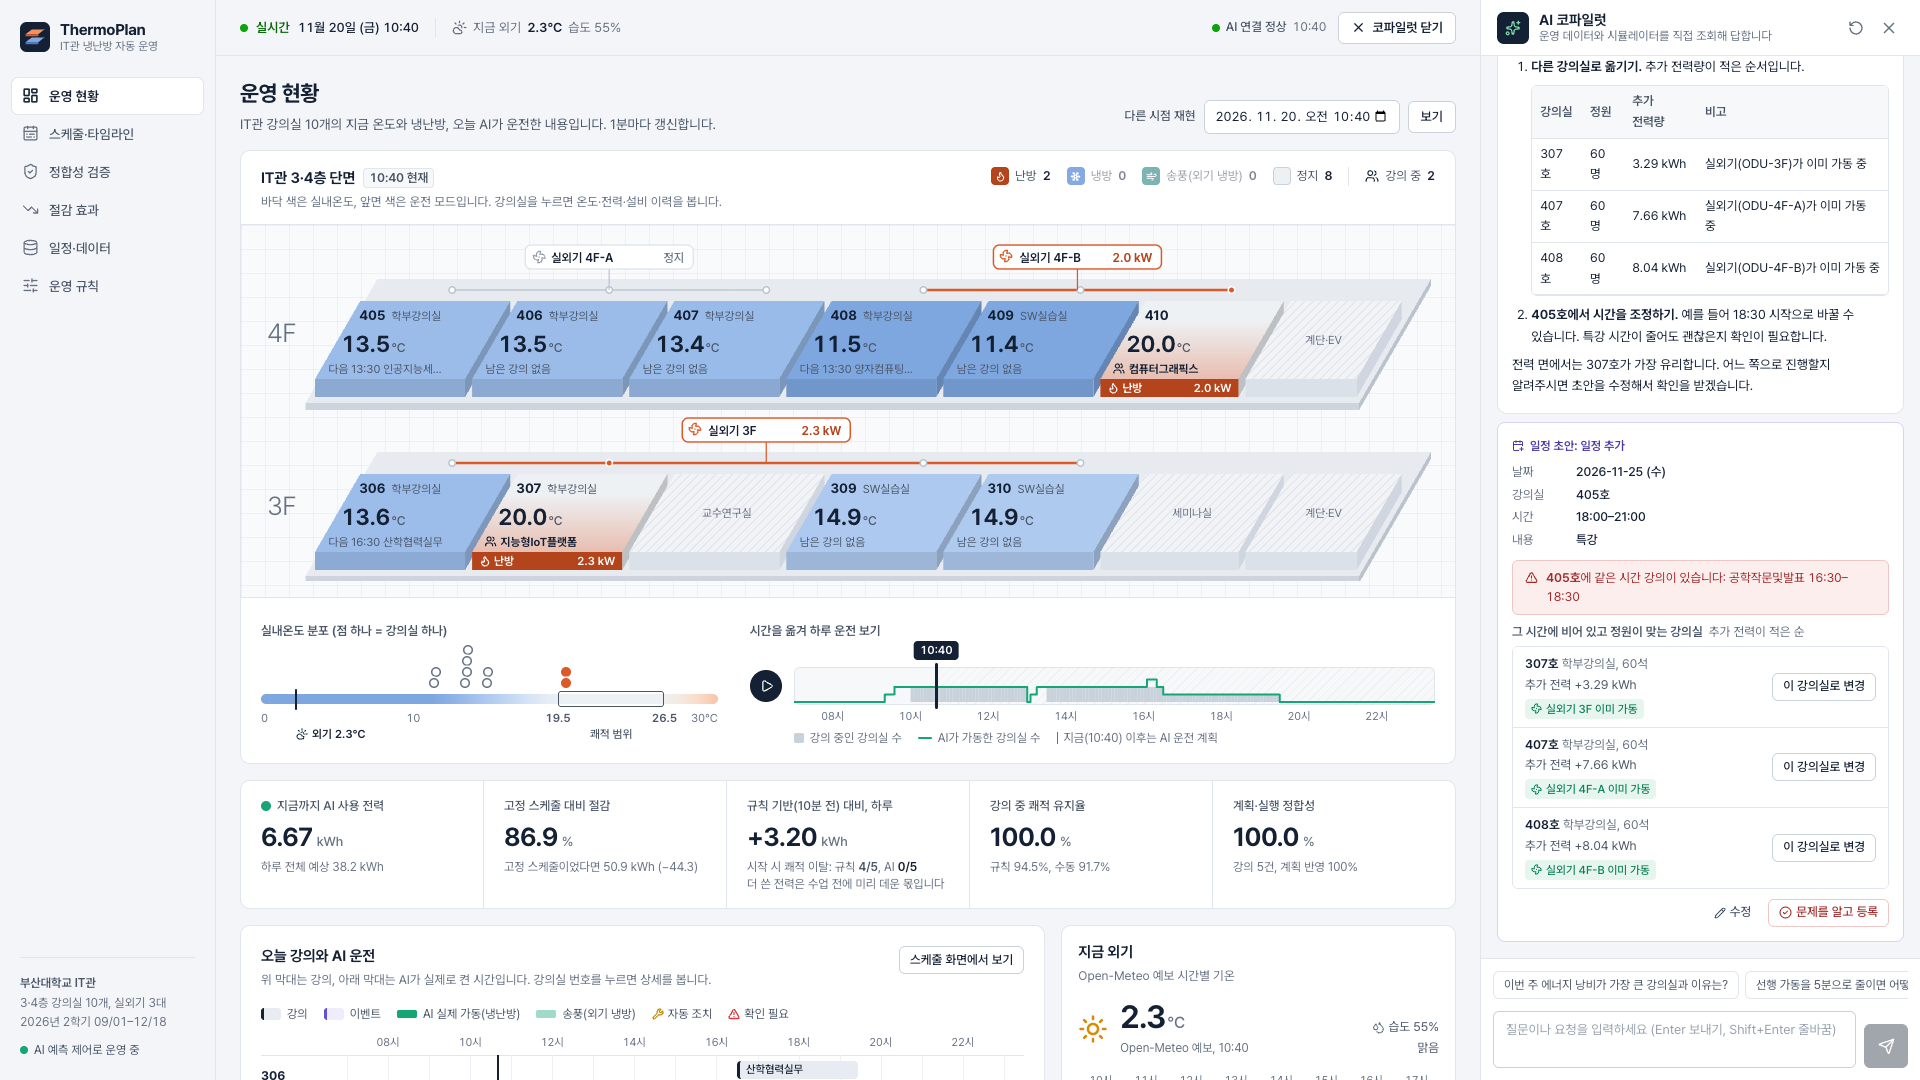 ThermoPlan
IT관 냉난방 자동 운영
운영 현황
스케줄·타임라인
정합성 검증
절감 효과
일정·데이터
운영 규칙
부산대학교 IT관
3·4층 강의실 10개, 실외기 3대
2026년 2학기 09/01–12/18
AI 예측 제어로 운영 중
실시간 11월 20일 (금) 10:40 지금 외기 2.3°C 습도 55%
AI 연결 정상 10:40 코파일럿 닫기
운영 현황
IT관 강의실 10개의 지금 온도와 냉난방, 오늘 AI가 운전한 내용입니다. 1분마다 갱신합니다.
다른 시점 재현 2026. 11. 20. 오전 10:40 보기
IT관 3·4층 단면 10:40 현재
바닥 색은 실내온도, 앞면 색은 운전 모드입니다. 강의실을 누르면 온도·전력·설비 이력을 봅니다.
난방 2 냉방 0 송풍(외기 냉방) 0 정지 8 강의 중 2
실외기 4F-A 정지
실외기 4F-B 2.0 kW
4F
405 학부강의실
13.5°C
다음 13:30 인공지능세…
406 학부강의실
13.5°C
남은 강의 없음
407 학부강의실
13.4°C
남은 강의 없음
408 학부강의실
11.5°C
다음 13:30 양자컴퓨팅…
409 SW실습실
11.4°C
남은 강의 없음
410
20.0°C
컴퓨터그래픽스
난방 2.0 kW
계단·EV
실외기 3F 2.3 kW
3F
306 학부강의실
13.6°C
다음 16:30 산학협력실무
307 학부강의실
20.0°C
지능형IoT플랫폼
난방 2.3 kW
교수연구실
309 SW실습실
14.9°C
남은 강의 없음
310 SW실습실
14.9°C
남은 강의 없음
세미나실
계단·EV
실내온도 분포 (점 하나 = 강의실 하나)
0 10 19.5 26.5 30°C
외기 2.3°C 쾌적 범위
시간을 옮겨 하루 운전 보기
10:40
08시 10시 12시 14시 16시 18시 20시 22시
강의 중인 강의실 수 AI가 가동한 강의실 수 지금(10:40) 이후는 AI 운전 계획
지금까지 AI 사용 전력
6.67 kWh
하루 전체 예상 38.2 kWh
고정 스케줄 대비 절감
86.9 %
고정 스케줄이었다면 50.9 kWh (−44.3)
규칙 기반(10분 전) 대비, 하루
+3.20 kWh
시작 시 쾌적 이탈: 규칙 4/5, AI 0/5
더 쓴 전력은 수업 전에 미리 데운 몫입니다
강의 중 쾌적 유지율
100.0 %
규칙 94.5%, 수동 91.7%
계획·실행 정합성
100.0 %
강의 5건, 계획 반영 100%
오늘 강의와 AI 운전
위 막대는 강의, 아래 막대는 AI가 실제로 켠 시간입니다. 강의실 번호를 누르면 상세를 봅니다.
스케줄 화면에서 보기
강의 이벤트 AI 실제 가동(냉난방) 송풍(외기 냉방) 자동 조치 확인 필요
08시 10시 12시 14시 16시 18시 20시 22시
306 산학협력실무
지금 외기
Open-Meteo 예보 시간별 기온
2.3°C
Open-Meteo 예보, 10:40
습도 55%
맑음
10시 11시 12시 13시 14시 15시 16시 17시
AI 코파일럿
운영 데이터와 시뮬레이터를 직접 조회해 답합니다
1. 다른 강의실로 옮기기. 추가 전력량이 적은 순서입니다.
강의실 정원 추가 전력량 비고
307호 60명 3.29 kWh 실외기(ODU-3F)가 이미 가동 중
407호 60명 7.66 kWh 실외기(ODU-4F-A)가 이미 가동 중
408호 60명 8.04 kWh 실외기(ODU-4F-B)가 이미 가동 중
2. 405호에서 시간을 조정하기. 예를 들어 18:30 시작으로 바꿀 수
있습니다. 특강 시간이 줄어도 괜찮은지 확인이 필요합니다.
전력 면에서는 307호가 가장 유리합니다. 어느 쪽으로 진행할지
알려주시면 초안을 수정해서 확인을 받겠습니다.
일정 초안: 일정 추가
날짜 2026-11-25 (수)
강의실 405호
시간 18:00–21:00
내용 특강
405호에 같은 시간 강의가 있습니다: 공학작문및발표 16:30–
18:30
그 시간에 비어 있고 정원이 맞는 강의실 추가 전력이 적은 순
307호 학부강의실, 60석
추가 전력 +3.29 kWh
실외기 3F 이미 가동
이 강의실로 변경
407호 학부강의실, 60석
추가 전력 +7.66 kWh
실외기 4F-A 이미 가동
이 강의실로 변경
408호 학부강의실, 60석
추가 전력 +8.04 kWh
실외기 4F-B 이미 가동
이 강의실로 변경
수정 문제를 알고 등록
이번 주 에너지 낭비가 가장 큰 강의실과 이유는? 선행 가동을 5분으로 줄이면
질문이나 요청을 입력하세요 (Enter 보내기, Shift+Enter 줄바꿈)